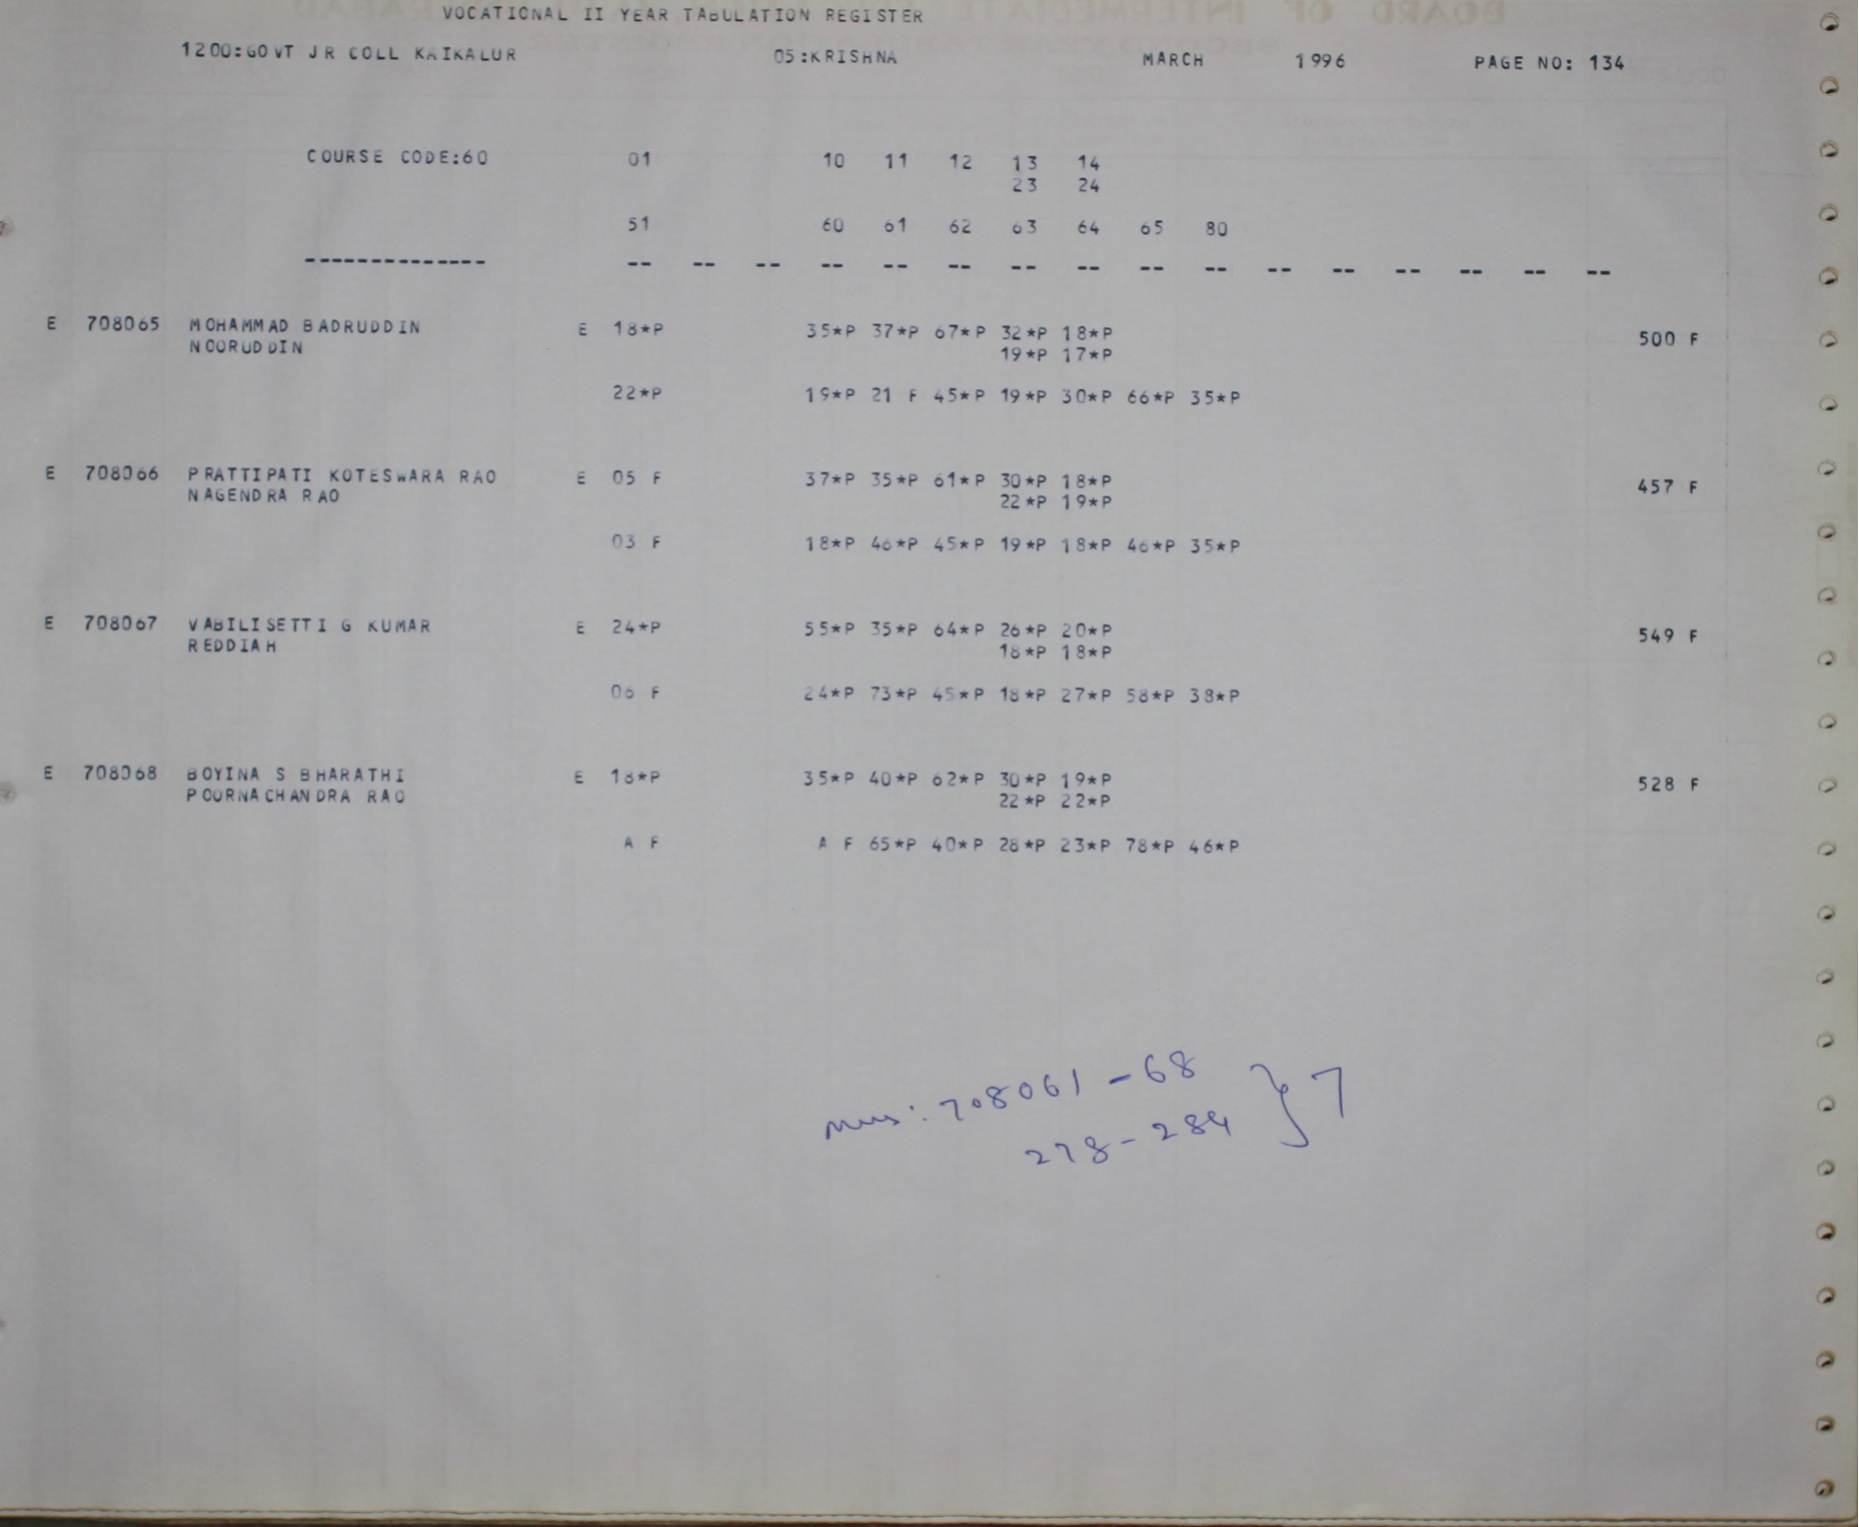 VOCATIONAL II YEAR TABULATION REGISTER
1200:GOVT JR COLL KAIKALUR 05:KRISHNA MARCH 1996 PAGE NO: 134
COURSE CODE:60 01 10 11 12 13 14
23 24
51 60 61 62 63 64 65 80
-------------- -- -- -- -- -- -- -- -- -- -- -- -- -- -- -- --
E 708065 MOHAMMAD BADRUDDIN E 18*P 35*P 37*P 67*P 32*P 18*P 500 F
NOORUDDIN 19*P 17*P
22*P 19*P 21 F 45*P 19*P 30*P 66*P 35*P
E 708066 PRATTIPATI KOTESWARA RAO E 05 F 37*P 35*P 61*P 30*P 18*P 457 F
NAGENDRA RAO 22*P 19*P
03 F 18*P 46*P 45*P 19*P 18*P 46*P 35*P
E 708067 VABILISETTI G KUMAR E 24*P 55*P 35*P 64*P 26*P 20*P 549 F
REDDIAH 18*P 18*P
06 F 24*P 73*P 45*P 18*P 27*P 58*P 38*P
E 708068 BOYINA S BHARATHI E 18*P 35*P 40*P 62*P 30*P 19*P 528 F
POURNACHANDRA RAO 22*P 22*P
A F A F 65*P 40*P 28*P 23*P 78*P 46*P
708061-68 } 7
278-284